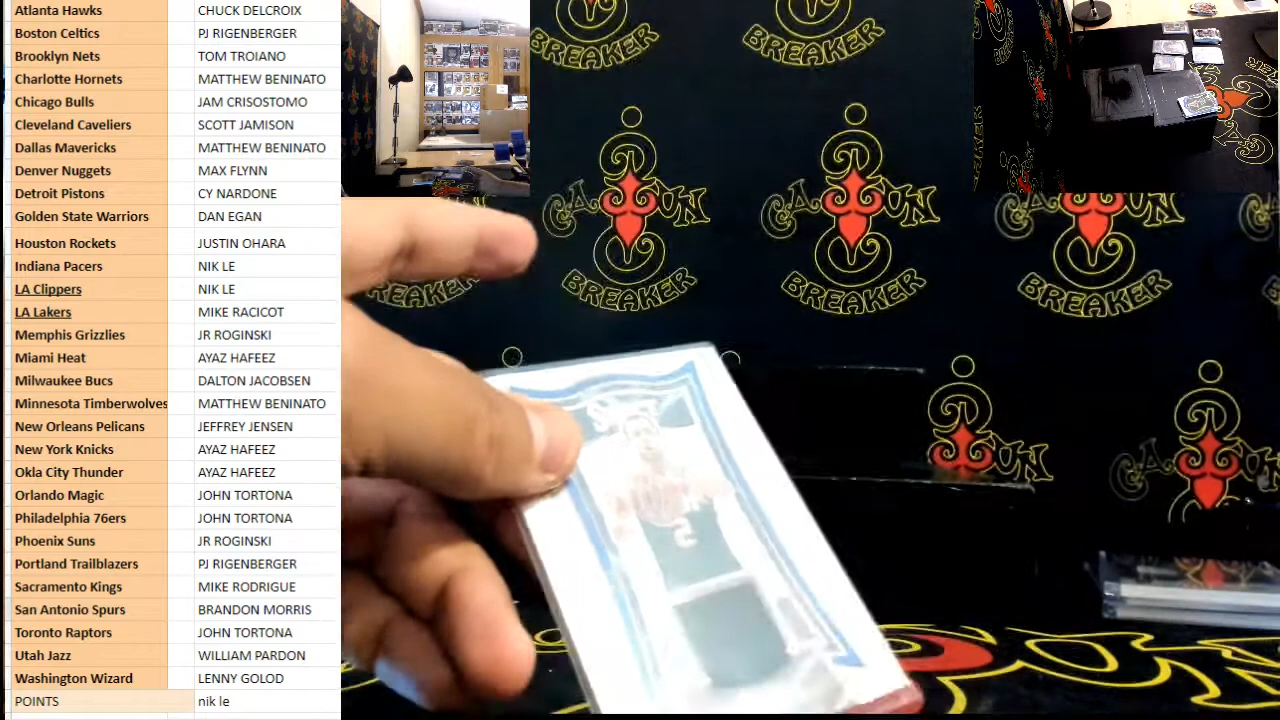 Atlanta Hawks CHUCK DELCROIX
Boston Celtics PJ RIGENBERGER
Brooklyn Nets TOM TROIANO
Charlotte Hornets MATTHEW BENINATO
Chicago Bulls JAM CRISOSTOMO
Cleveland Caveliers SCOTT JAMISON
Dallas Mavericks MATTHEW BENINATO
Denver Nuggets MAX FLYNN
Detroit Pistons CY NARDONE
Golden State Warriors DAN EGAN
Houston Rockets JUSTIN OHARA
Indiana Pacers NIK LE
LA Clippers NIK LE
LA Lakers MIKE RACICOT
Memphis Grizzlies JR ROGINSKI
Miami Heat AYAZ HAFEEZ
Milwaukee Bucs DALTON JACOBSEN
Minnesota Timberwolves MATTHEW BENINATO
New Orleans Pelicans JEFFREY JENSEN
New York Knicks AYAZ HAFEEZ
Okla City Thunder AYAZ HAFEEZ
Orlando Magic JOHN TORTONA
Philadelphia 76ers JOHN TORTONA
Phoenix Suns JR ROGINSKI
Portland Trailblazers PJ RIGENBERGER
Sacramento Kings MIKE RODRIGUE
San Antonio Spurs BRANDON MORRIS
Toronto Raptors JOHN TORTONA
Utah Jazz WILLIAM PARDON
Washington Wizard LENNY GOLOD
POINTS nik le
BREAKER
BREAKER
CAJUN
BREAKER
CAJUN
BREAKER
BREAKER
BREAKER
2